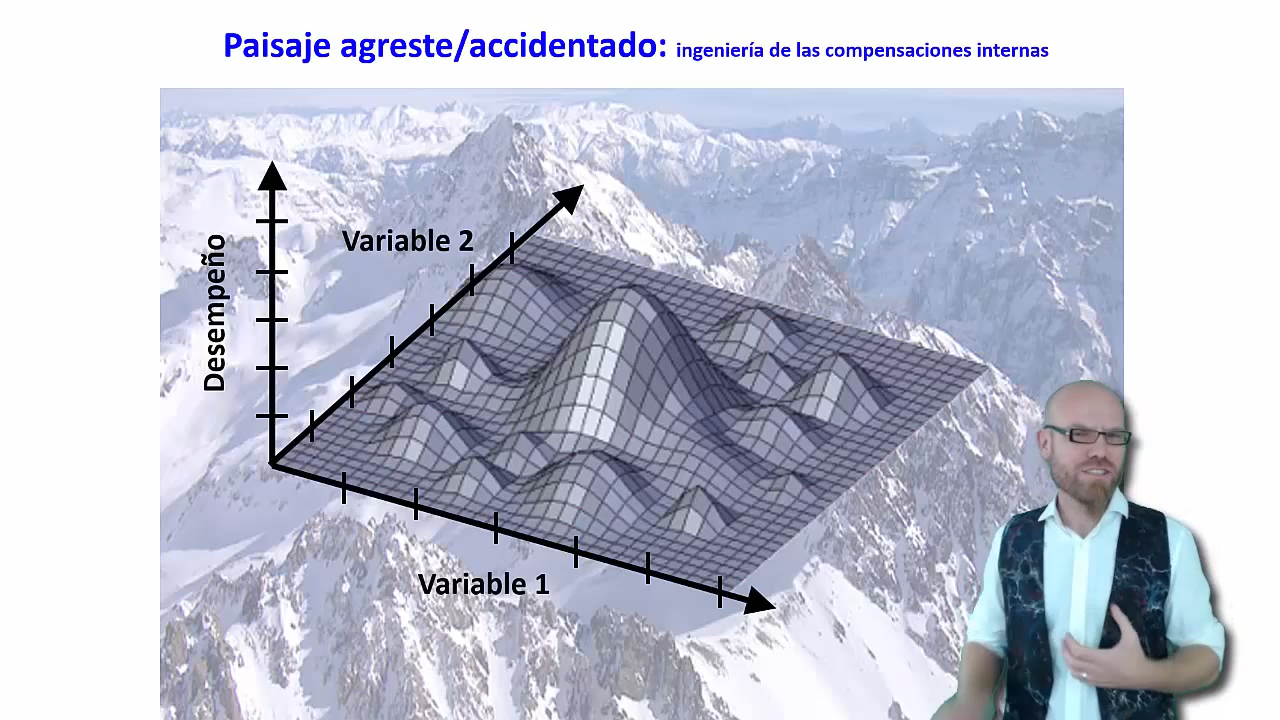 Paisaje agreste/accidentado: ingeniería de las compensaciones internas
Variable 2
Desempeño
Variable 1